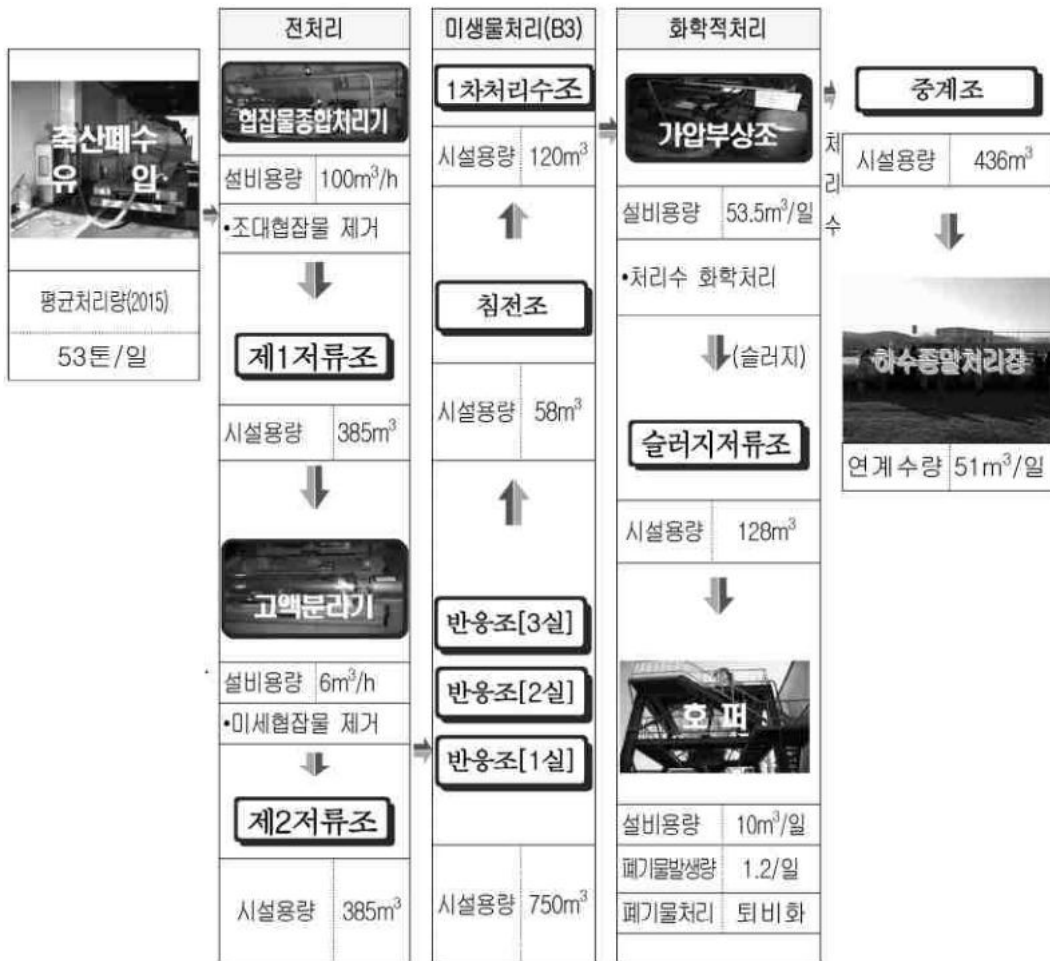 축산폐수
유 입
평균처리량(2015)
53톤/일
전처리
협잡물종합처리기
설비용량 100m³/h
•조대협잡물 제거
제1저류조
시설용량 385m³
고액분리기
설비용량 6m³/h
•미세협잡물 제거
제2저류조
시설용량 385m³
미생물처리(B3)
1차처리수조
시설용량 120m³
침전조
시설용량 58m³
반응조[3실]
반응조[2실]
반응조[1실]
시설용량 750m³
화학적처리
가압부상조
설비용량 53.5m³/일
•처리수 화학처리
(슬러지)
슬러지저류조
시설용량 128m³
호 퍼
설비용량 10m³/일
폐기물발생량 1.2/일
폐기물처리 퇴비화
처리수
중계조
시설용량 436m³
하수종말처리장
연계수량 51m³/일